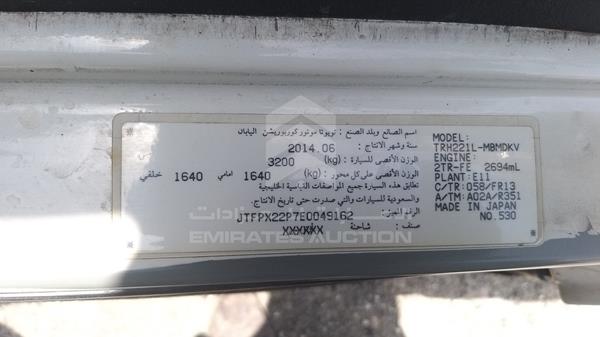 اسم الصانع وبلد الصنع : تويوتا موتور كوربوريشن اليابان
سنة وشهر الانتاج : 2014.06
الوزن الأقصى للسيارة : (kg) 3200
الوزن الأقصى على كل محور : (kg) 1640 امامي 1640 خلفي
تطابق هذه السيارة جميع المواصفات القياسية الخليجية
والسعودية للسيارات والتي صدرت حتى تاريخ الانتاج .
الرقم المميز : JTFPX22P7E0049162
صنف : شاحنة XXXXXX
MODEL:
TRH221L-MBMDKV
ENGINE:
2TR-FE 2694mL
PLANT: E11
C/TR: 058/FR13
A/TM: A02A/R351
MADE IN JAPAN
NO.530
EMIRATES AUCTION